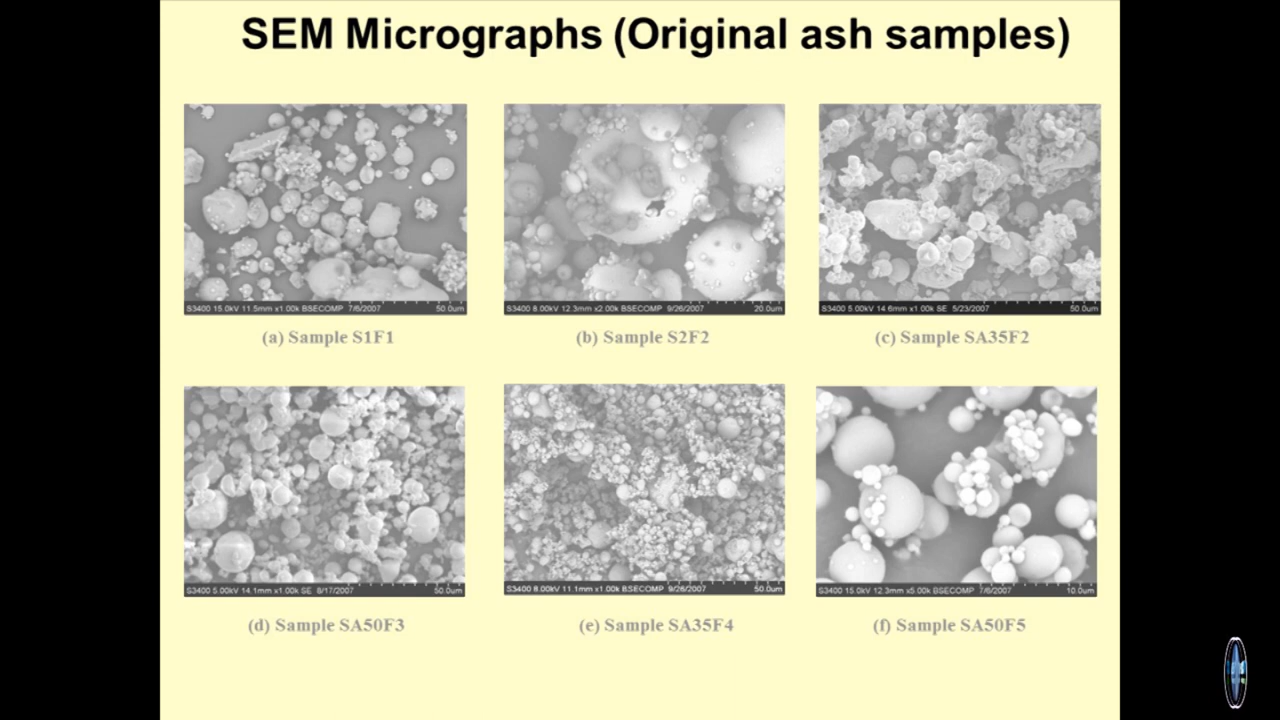 SEM Micrographs (Original ash samples)
S3400 15.0kV 11.5mm x1.00k BSECOMP 7/6/2007 50.0um
S3400 8.00kV 12.3mm x2.00k BSECOMP 9/26/2007 20.0um
S3400 5.00kV 14.6mm x1.00k SE 5/23/2007 50.0um
(a) Sample S1F1
(b) Sample S2F2
(c) Sample SA35F2
S3400 5.00kV 14.1mm x1.00k SE 8/17/2007 50.0um
S3400 8.00kV 11.1mm x1.00k BSECOMP 9/26/2007 50.0um
S3400 15.0kV 12.3mm x5.00k BSECOMP 7/6/2007 10.0um
(d) Sample SA50F3
(e) Sample SA35F4
(f) Sample SA50F5